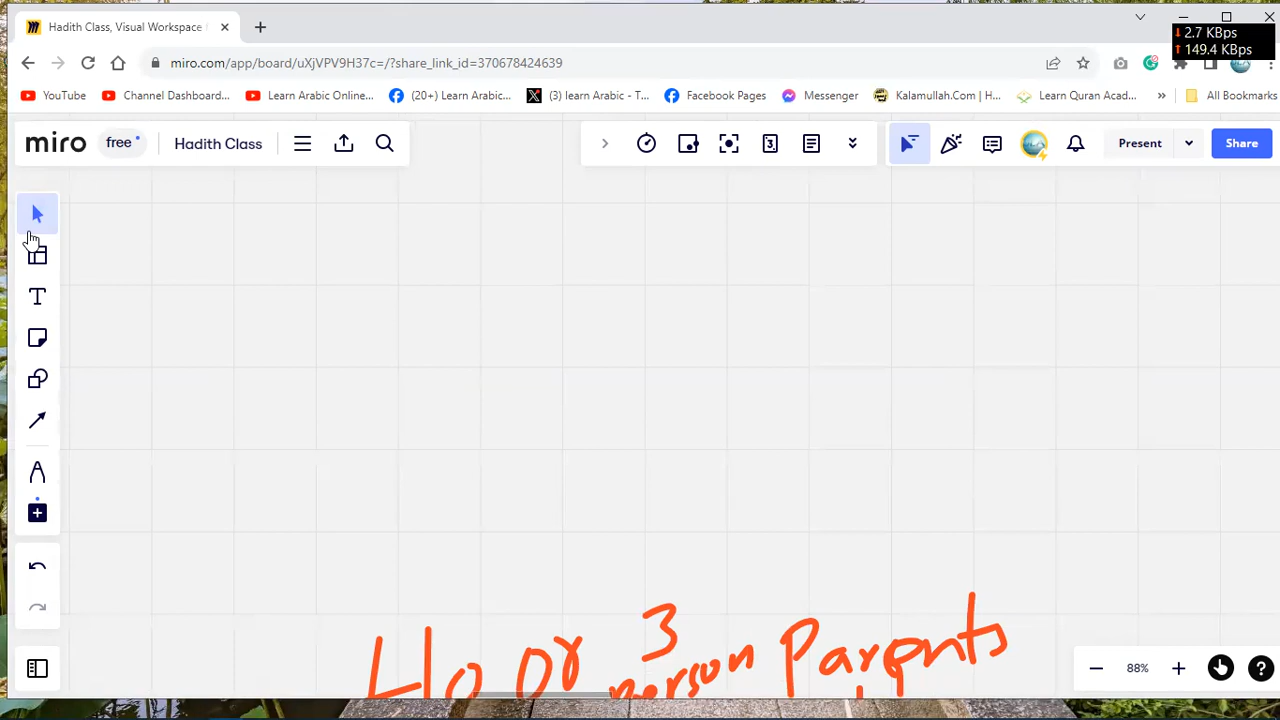 Hadith Class, Visual Workspace
2.7 KBps
149.4 KBps
miro.com/app/board/uXjVPV9H37c=/?share_link_id=370678424639
YouTube
Channel Dashboard...
Learn Arabic Onlin...
(20+) Learn Arabic...
(3) learn Arabic - T...
Facebook Pages
Messenger
Kalamullah.Com | H...
Learn Quran Acad...
»
All Bookmarks
miro
free
Hadith Class
3
Present
Share
T
3
Parents
person
88%
?